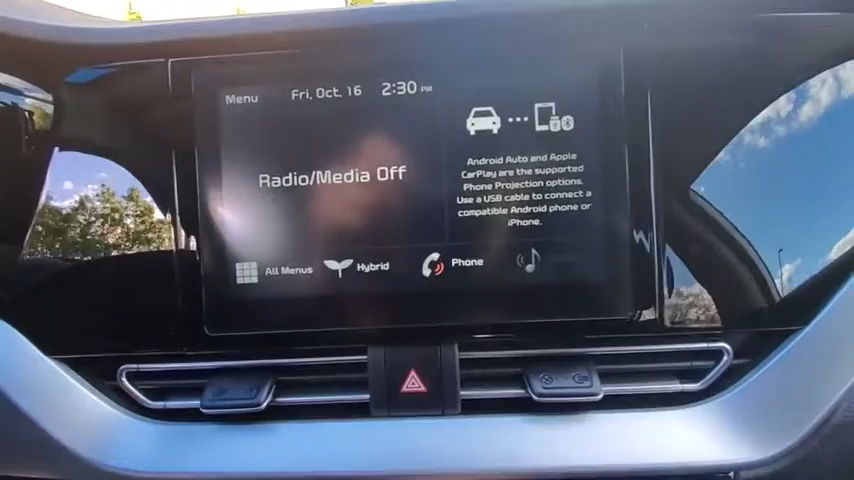 Menu
Fri, Oct. 16
2:30 PM
Radio/Media Off
Android Auto and Apple
CarPlay are the supported
Phone Projection options.
Use a USB cable to connect a
compatible Android phone or
iPhone.
All Menus
Hybrid
Phone